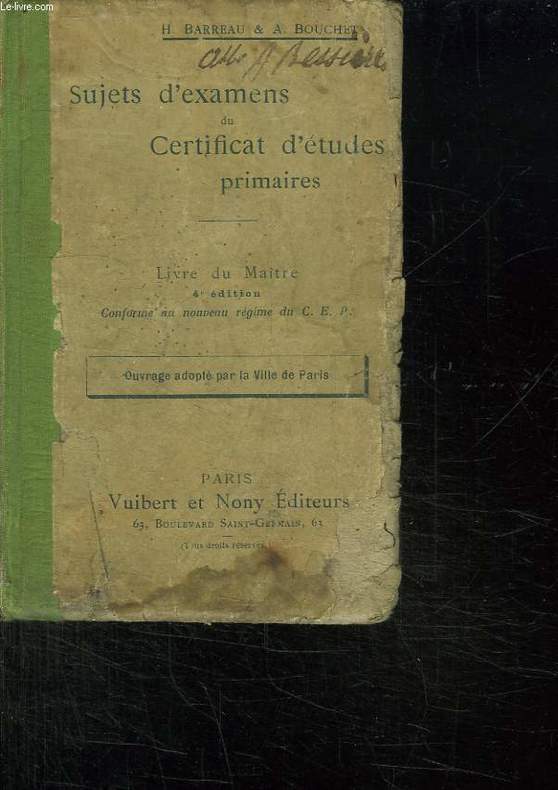 Le-livre.com
H. BARREAU & A. BOUCHET
A Bessière
Sujets d'examens
du
Certificat d'études
primaires
Livre du Maître
6e édition
Conforme au nouveau régime du C. E. P.
Ouvrage adopté par la Ville de Paris
PARIS
Vuibert et Nony Éditeurs
63, BOULEVARD SAINT-GERMAIN, 63
(Tous droits réservés)